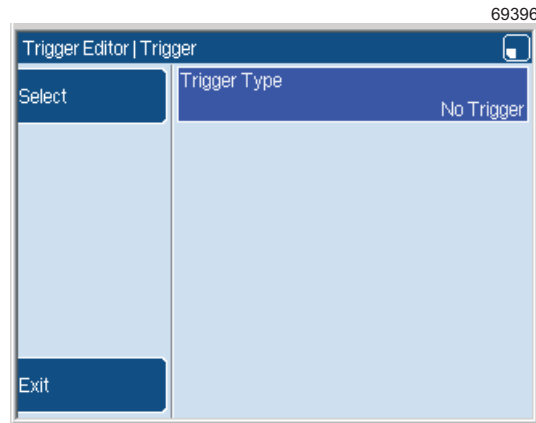 69396
Trigger Editor | Trigger
Select
Trigger Type
No Trigger
Exit